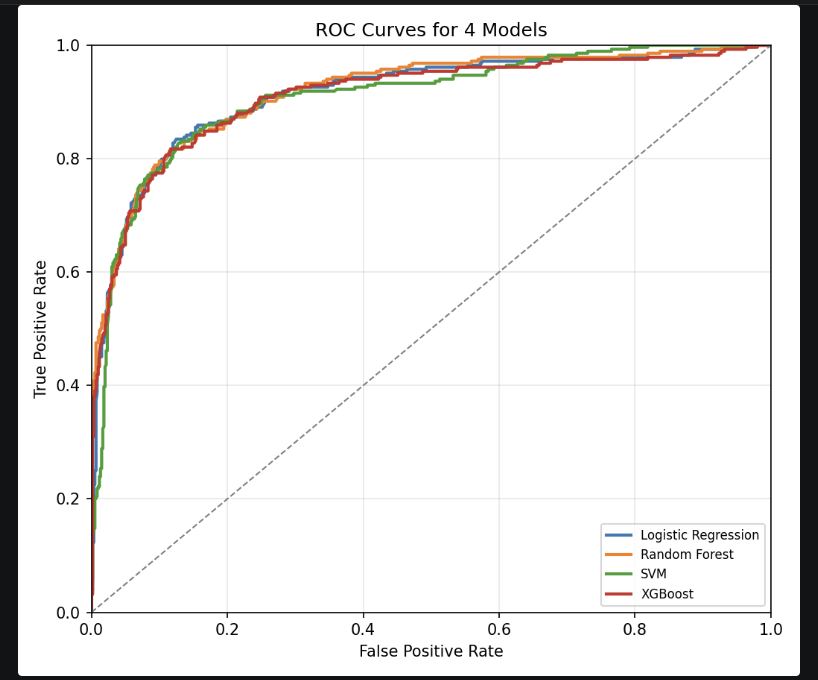 ROC Curves for 4 Models
True Positive Rate
1.0
0.8
0.6
0.4
0.2
0.0
Logistic Regression
Random Forest
SVM
XGBoost
0.0 0.2 0.4 0.6 0.8 1.0
False Positive Rate